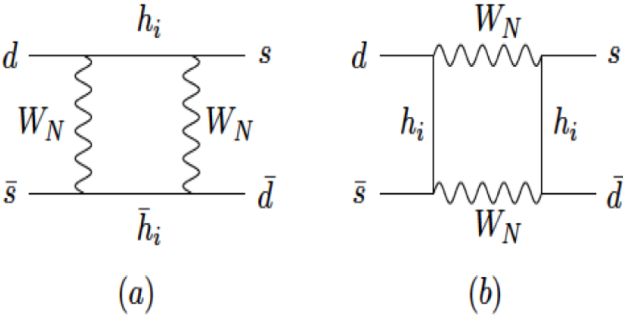 h_i W_N
d s d s
W_N W_N h_i h_i
s̄ d̄ s̄ d̄
h̄_i W_N
(a) (b)